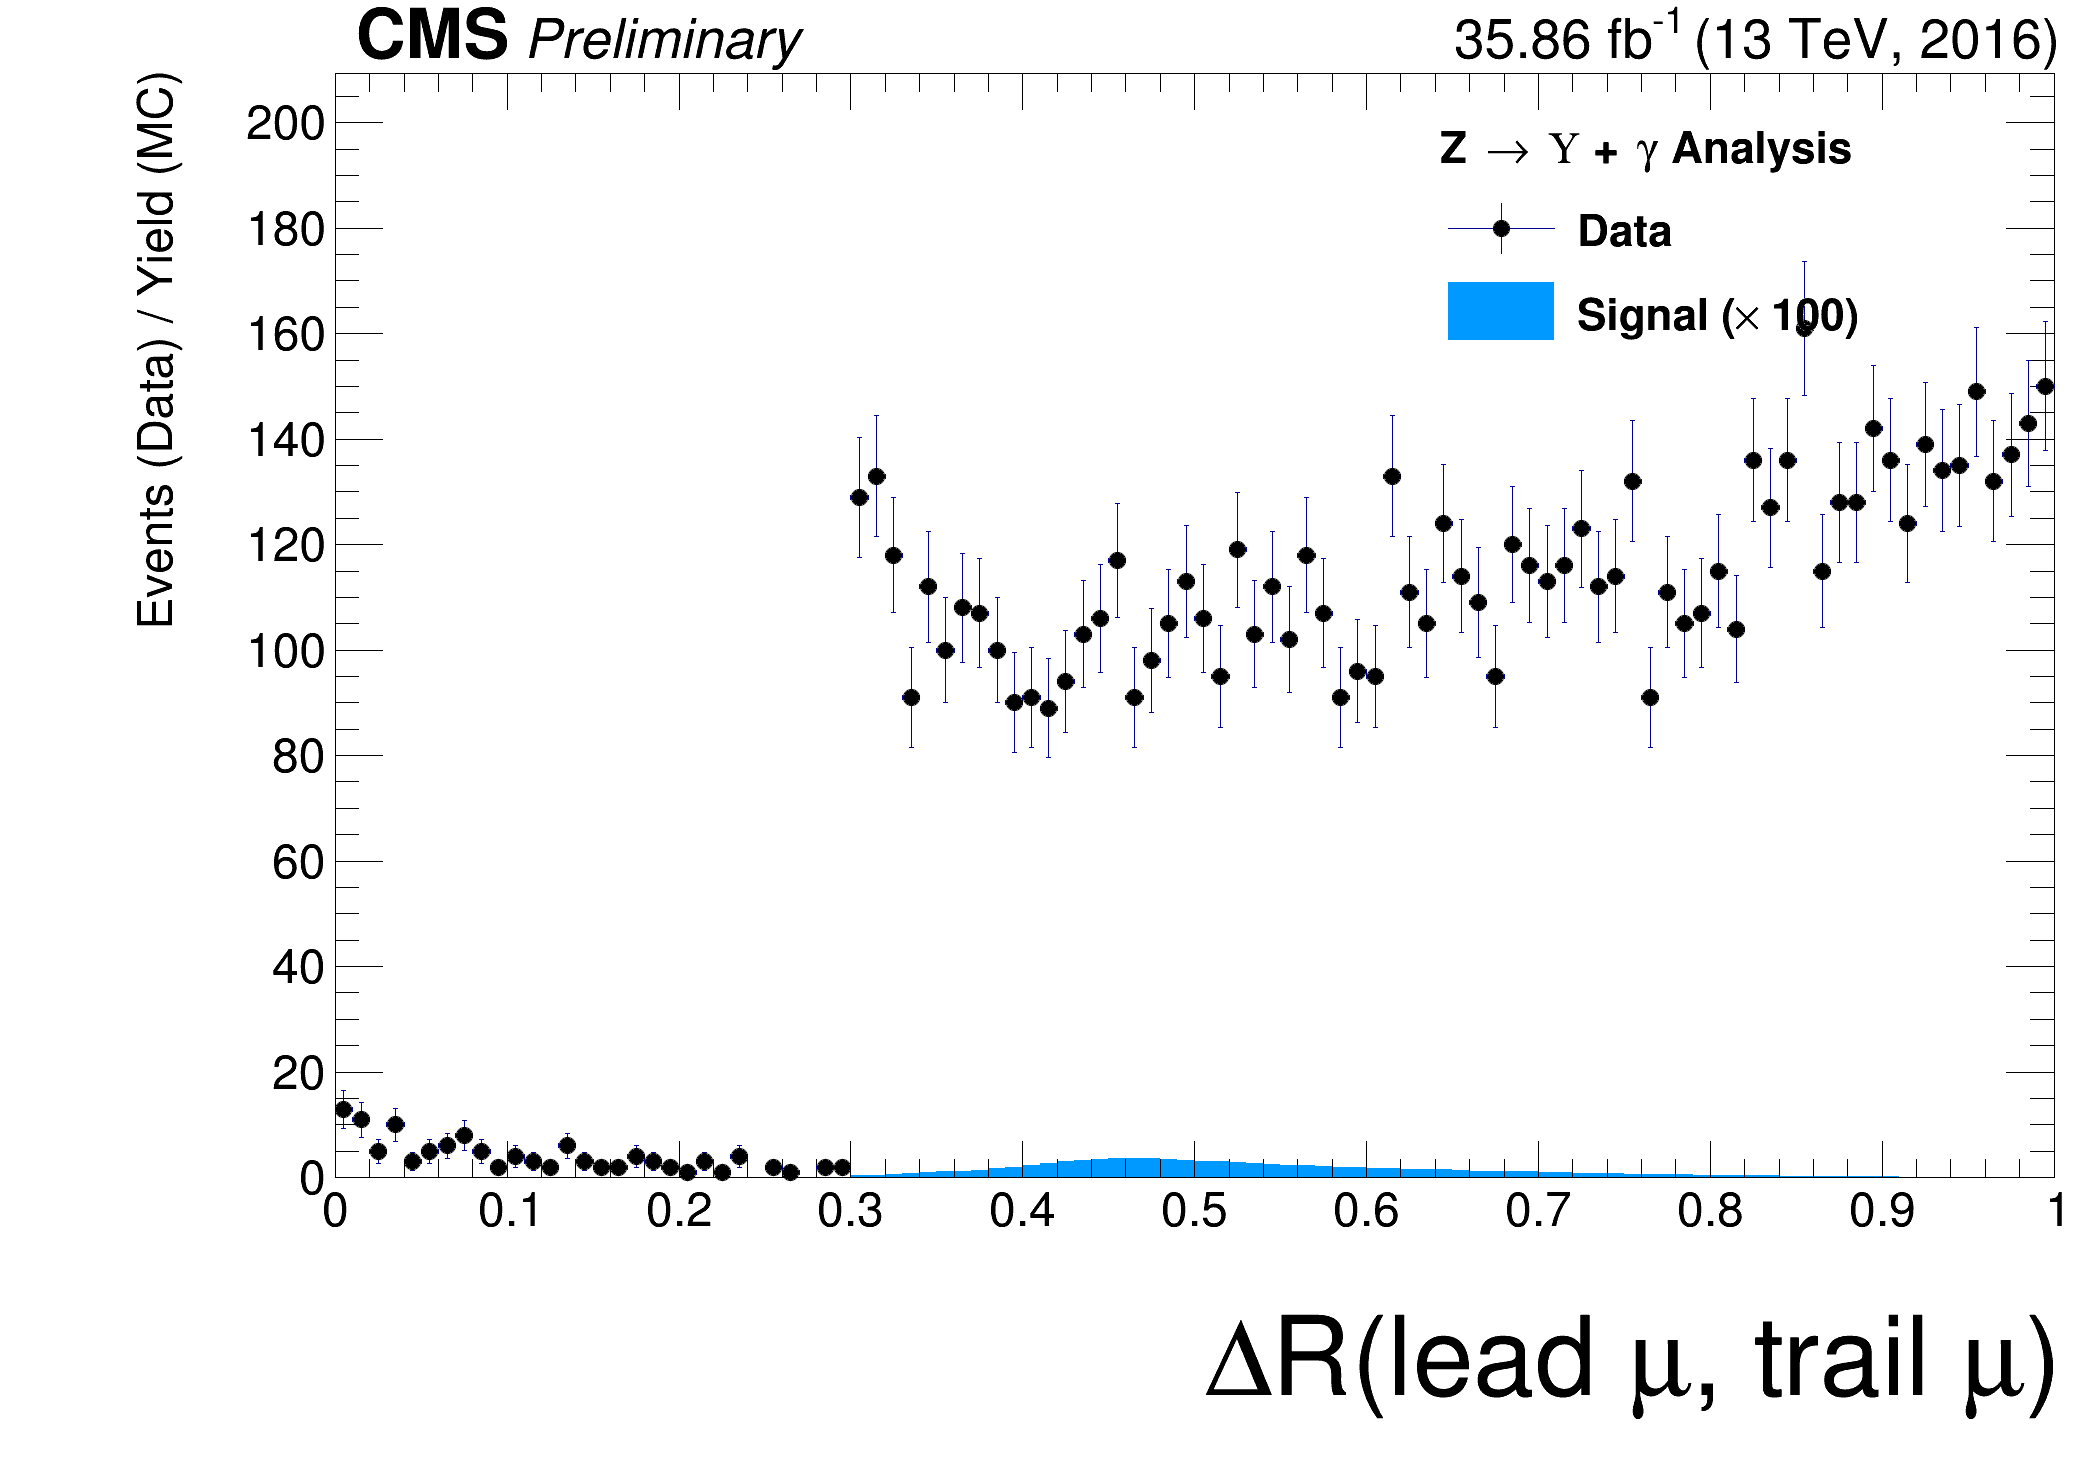 CMS Preliminary
35.86 fb⁻¹ (13 TeV, 2016)
Events (Data) / Yield (MC)
Z → Υ + γ Analysis
Data
Signal (× 100)
200
180
160
140
120
100
80
60
40
20
0
0 0.1 0.2 0.3 0.4 0.5 0.6 0.7 0.8 0.9 1
ΔR(lead μ, trail μ)